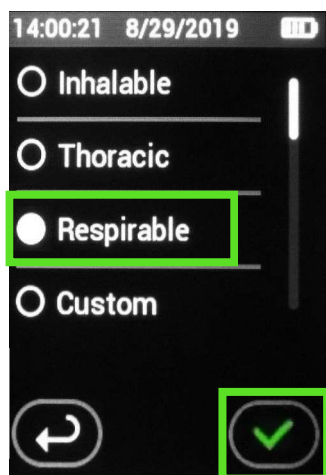 14:00:21 8/29/2019
Inhalable
Thoracic
Respirable
Custom